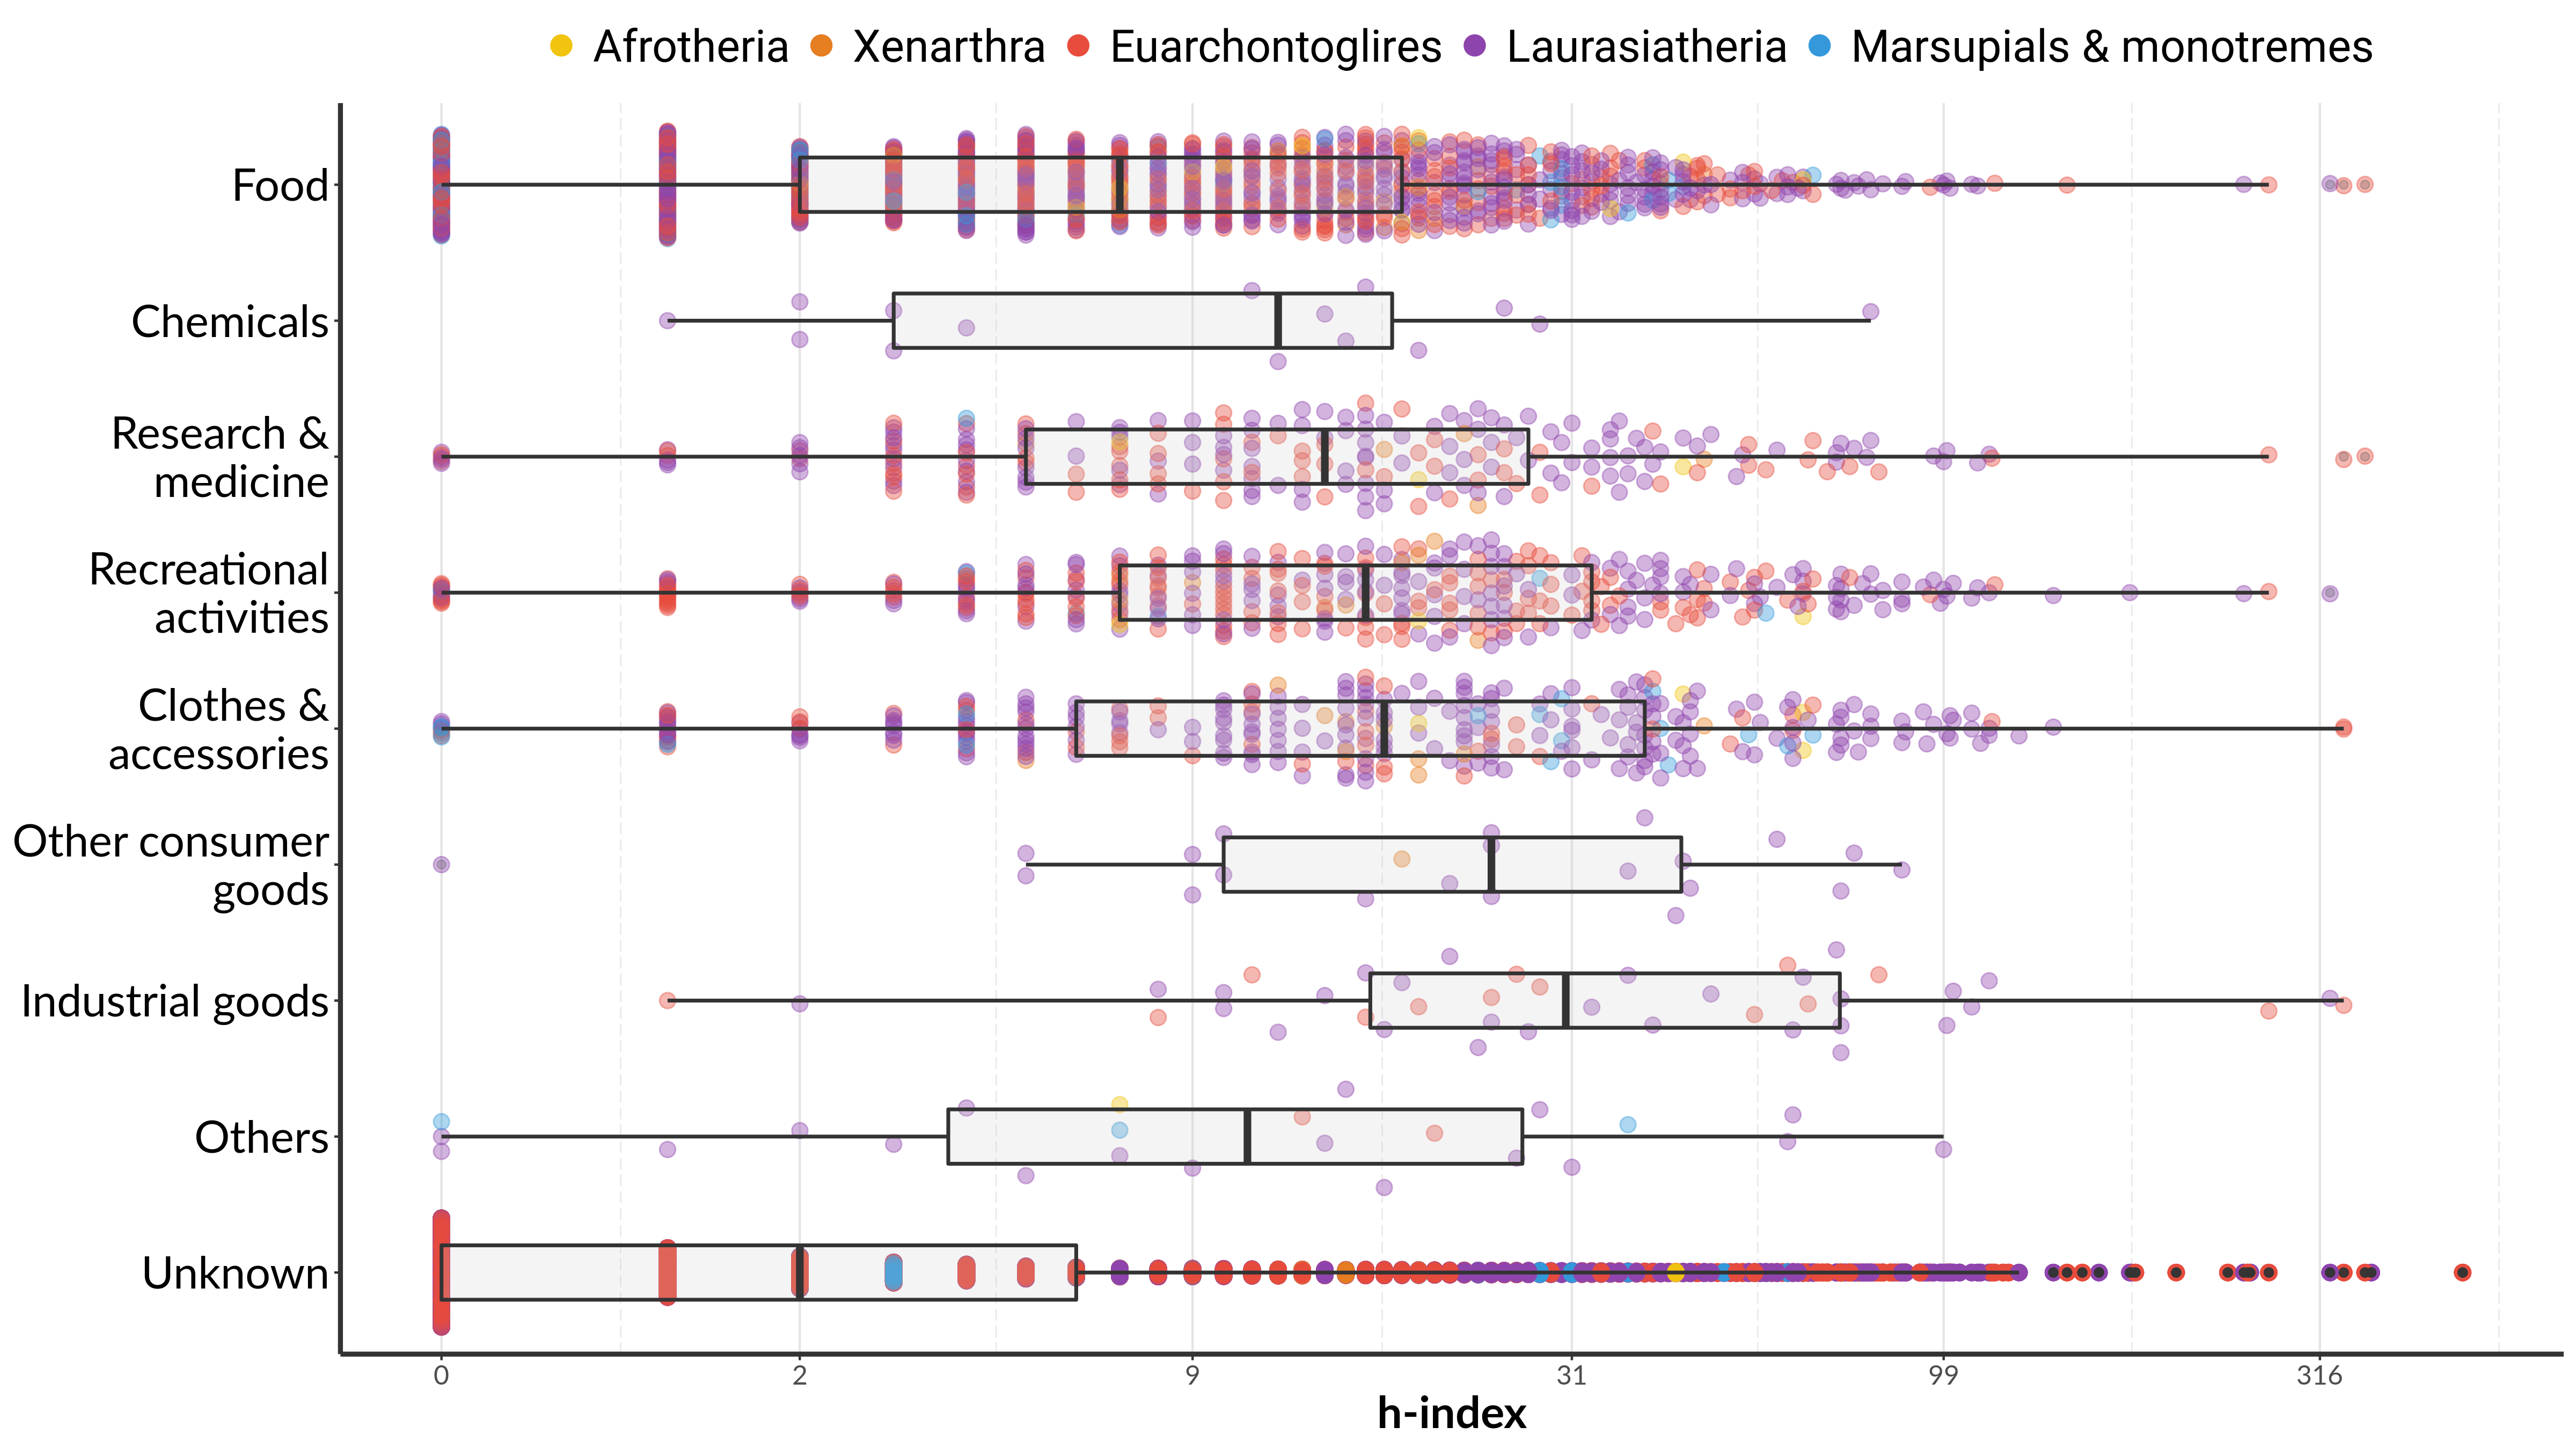 Afrotheria Xenarthra Euarchontoglires Laurasiatheria Marsupials & monotremes
Food
Chemicals
Research &
medicine
Recreational
activities
Clothes &
accessories
Other consumer
goods
Industrial goods
Others
Unknown
0 2 9 31 99 316
h-index